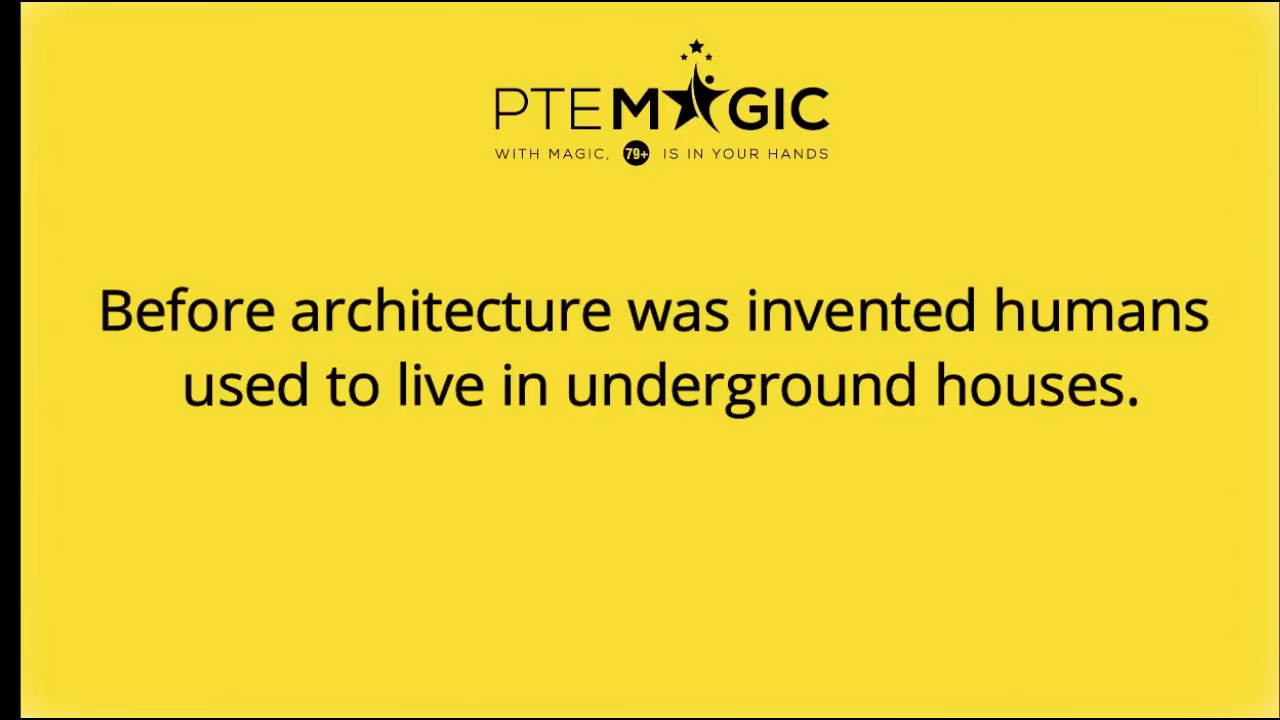 PTEMAGIC
WITH MAGIC, 79+ IS IN YOUR HANDS
Before architecture was invented humans
used to live in underground houses.